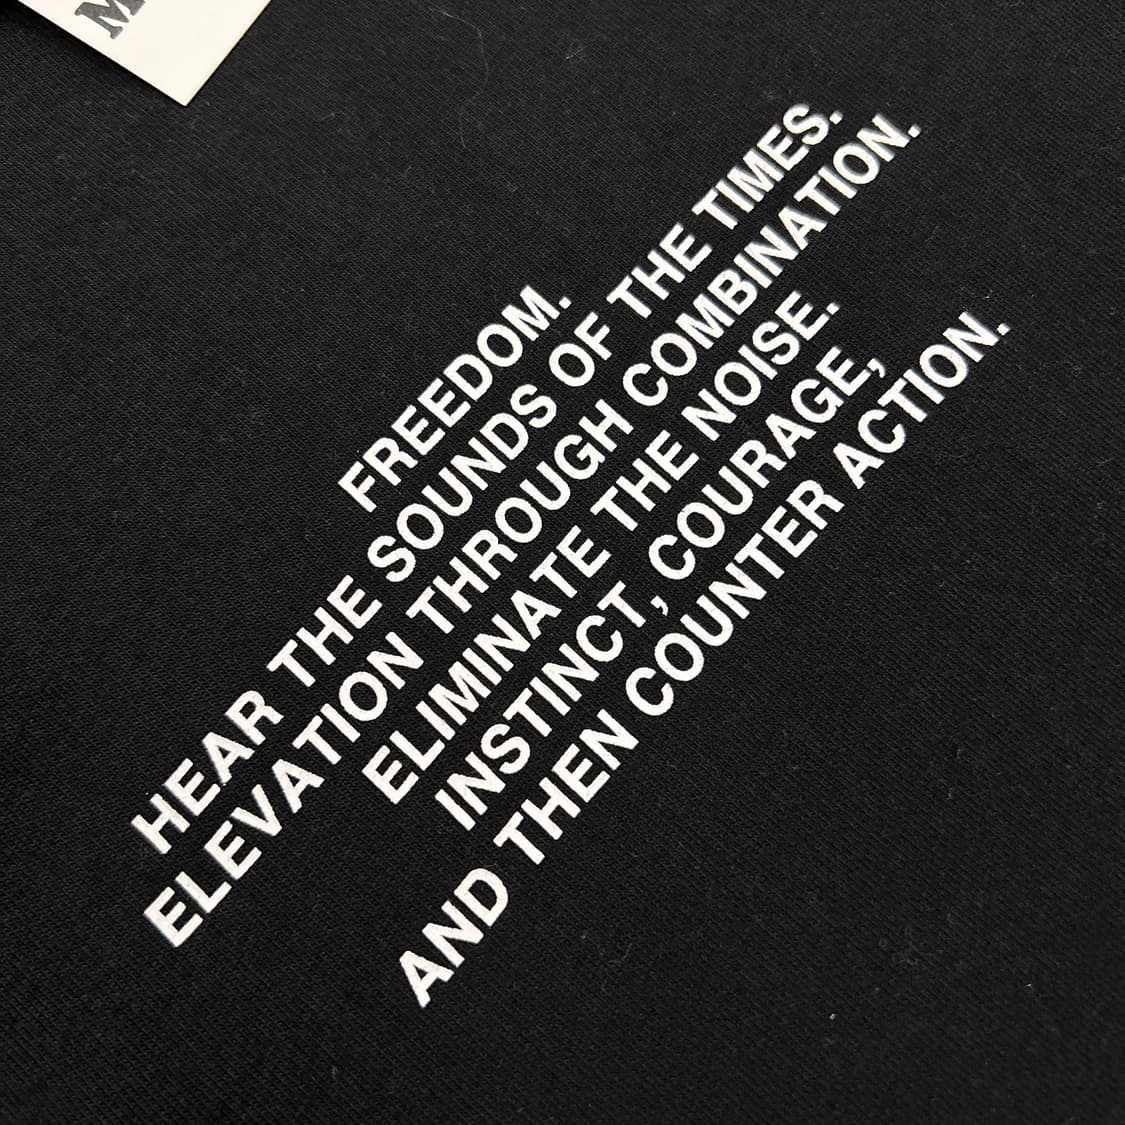 M
FREEDOM.
HEAR THE SOUNDS OF THE TIMES.
ELEVATION THROUGH COMBINATION.
ELIMINATE THE NOISE.
INSTINCT, COURAGE,
AND THEN COUNTER ACTION.